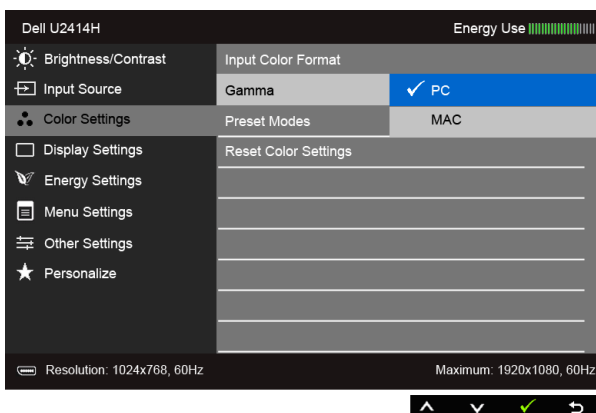 Dell U2414H Energy Use
Brightness/Contrast Input Color Format
Input Source Gamma PC
Color Settings Preset Modes MAC
Display Settings Reset Color Settings
Energy Settings
Menu Settings
Other Settings
Personalize
Resolution: 1024x768, 60Hz Maximum: 1920x1080, 60Hz